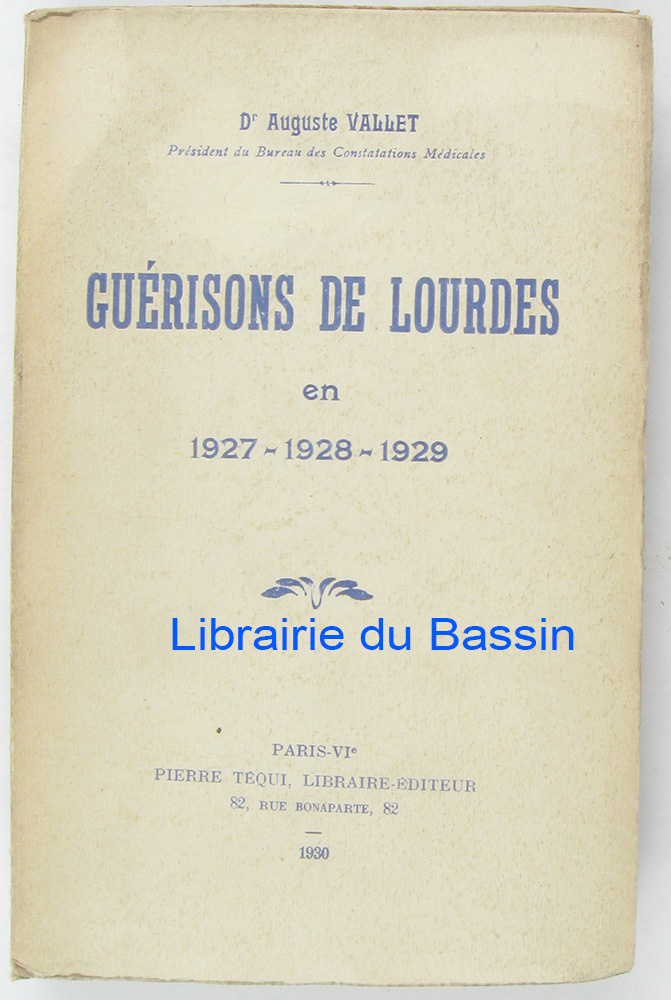 Dr Auguste VALLET
Président du Bureau des Constatations Médicales
GUÉRISONS DE LOURDES
en
1927 - 1928 - 1929
Librairie du Bassin
PARIS-VIe
PIERRE TÉQUI, LIBRAIRE-ÉDITEUR
82, RUE BONAPARTE, 82
1930